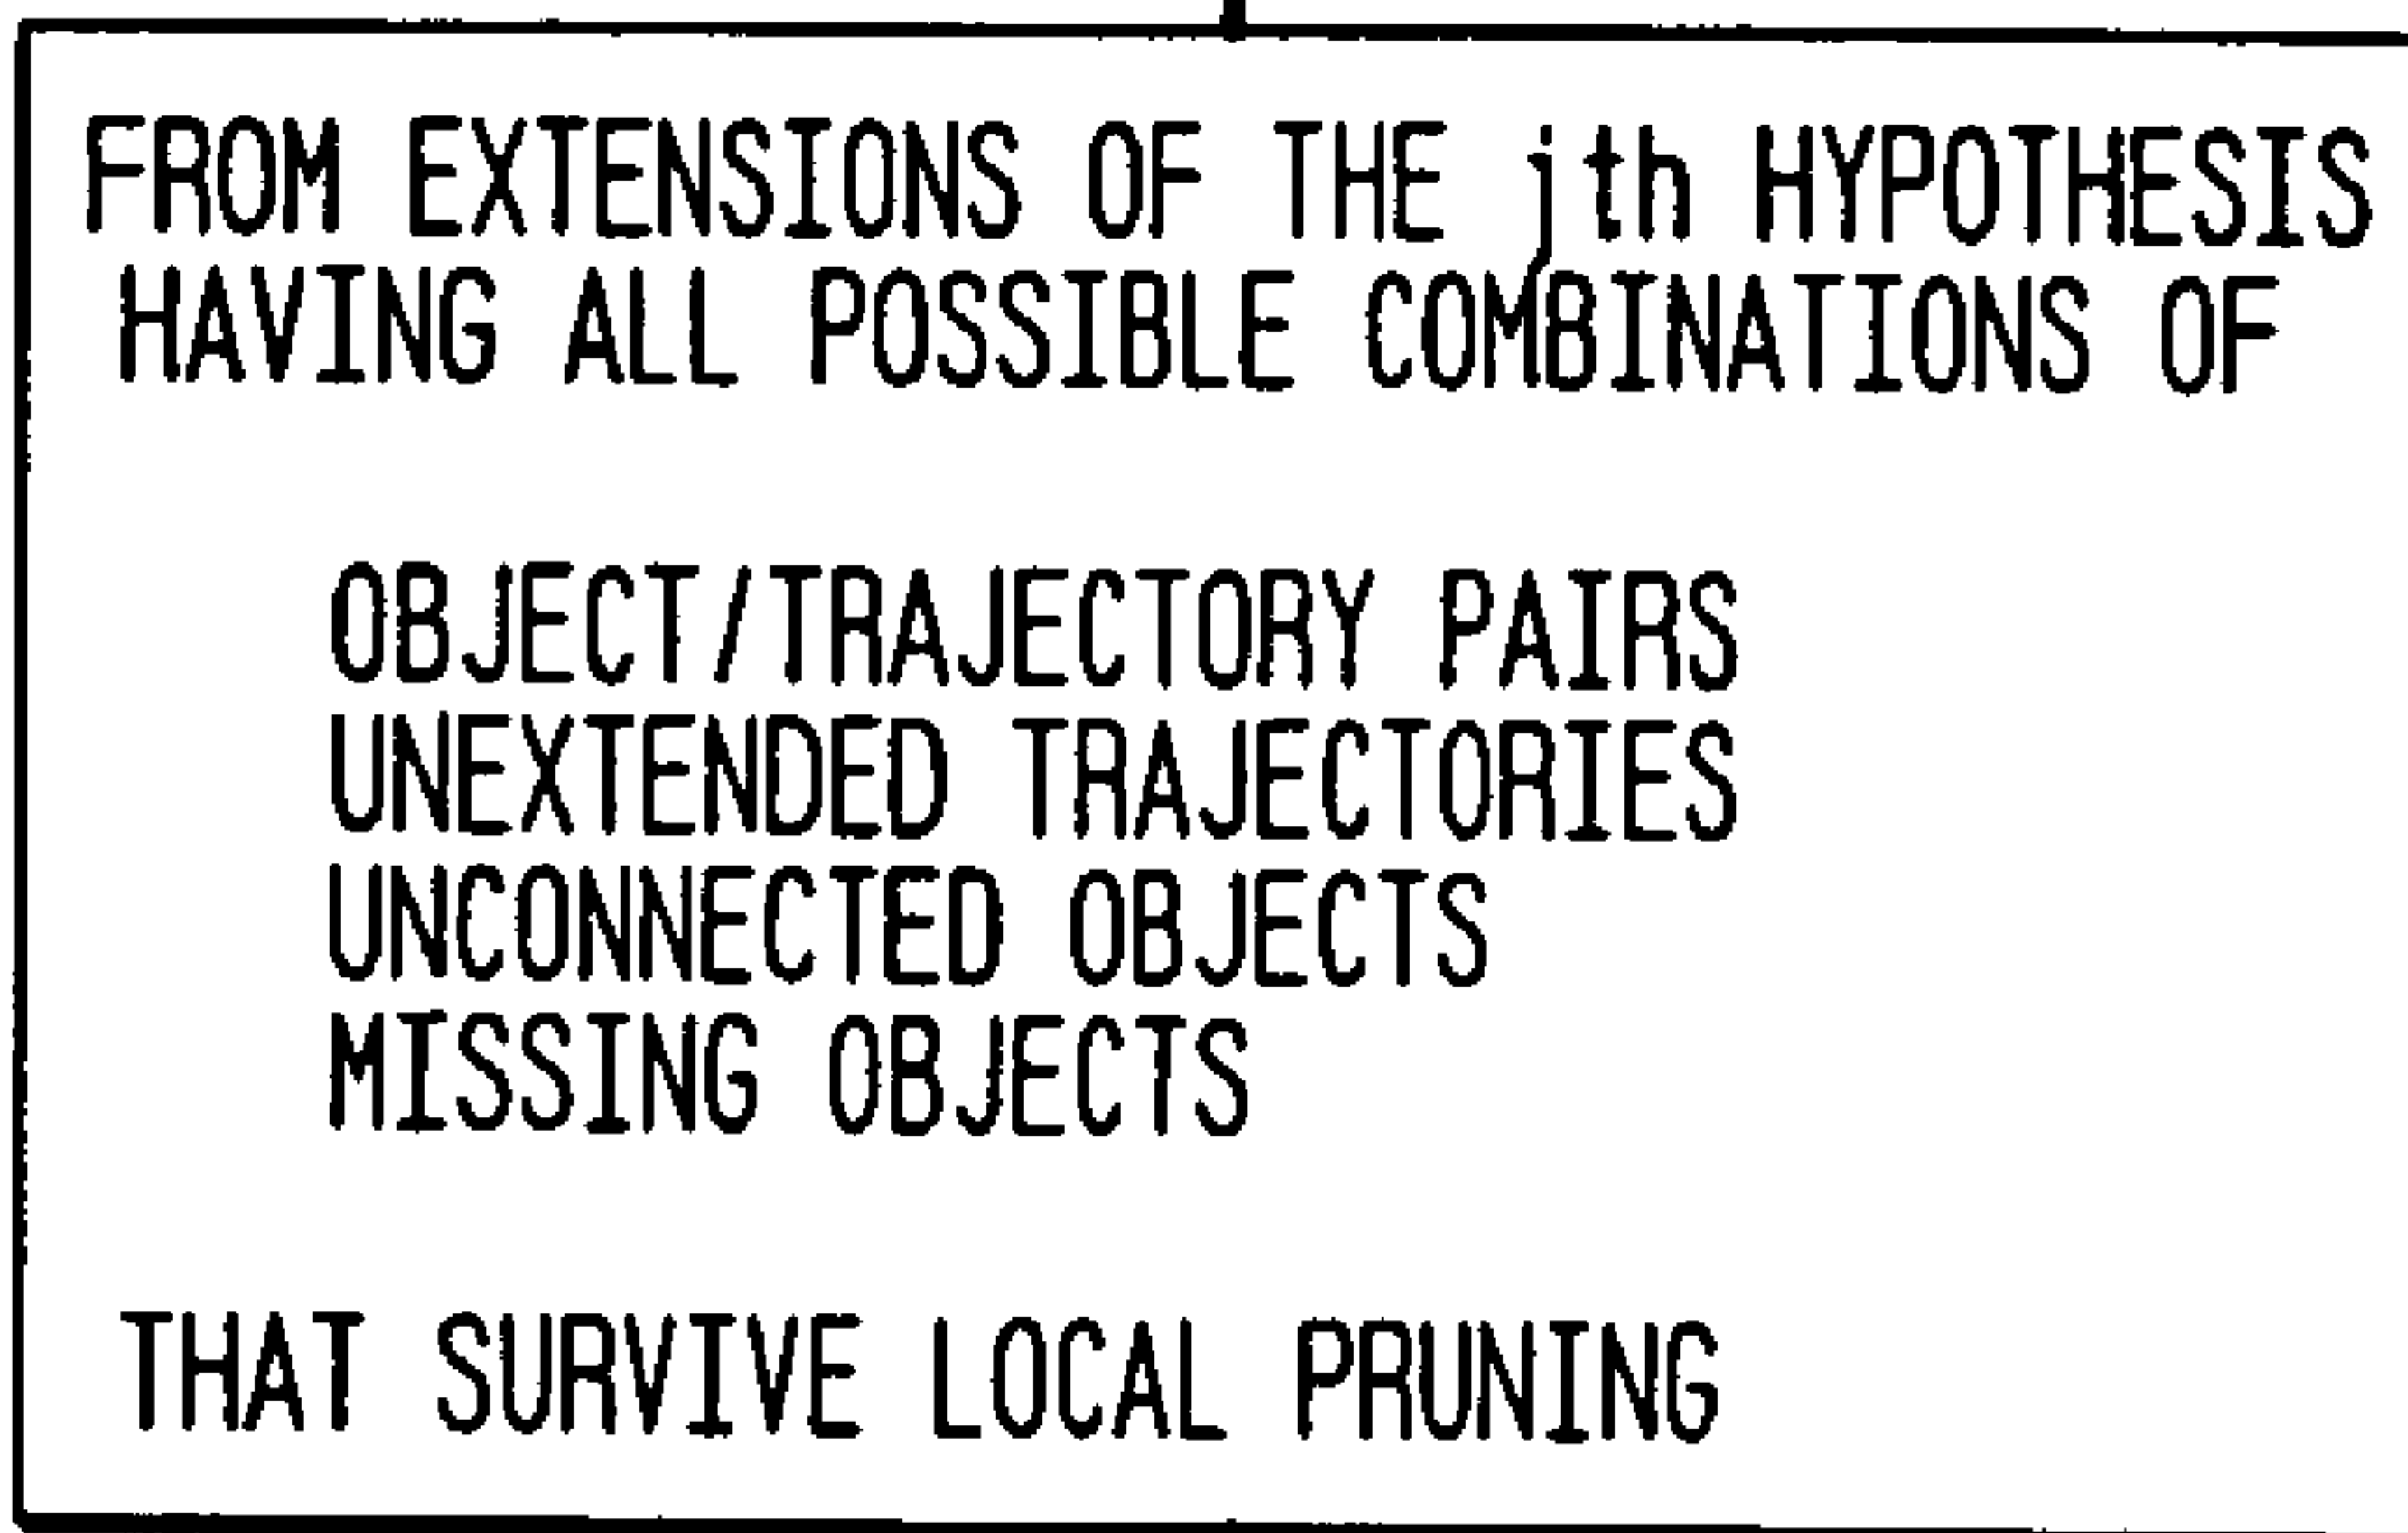 FROM EXTENSIONS OF THE jth HYPOTHESIS
HAVING ALL POSSIBLE COMBINATIONS OF
OBJECT/TRAJECTORY PAIRS
UNEXTENDED TRAJECTORIES
UNCONNECTED OBJECTS
MISSING OBJECTS
THAT SURVIVE LOCAL PRUNING